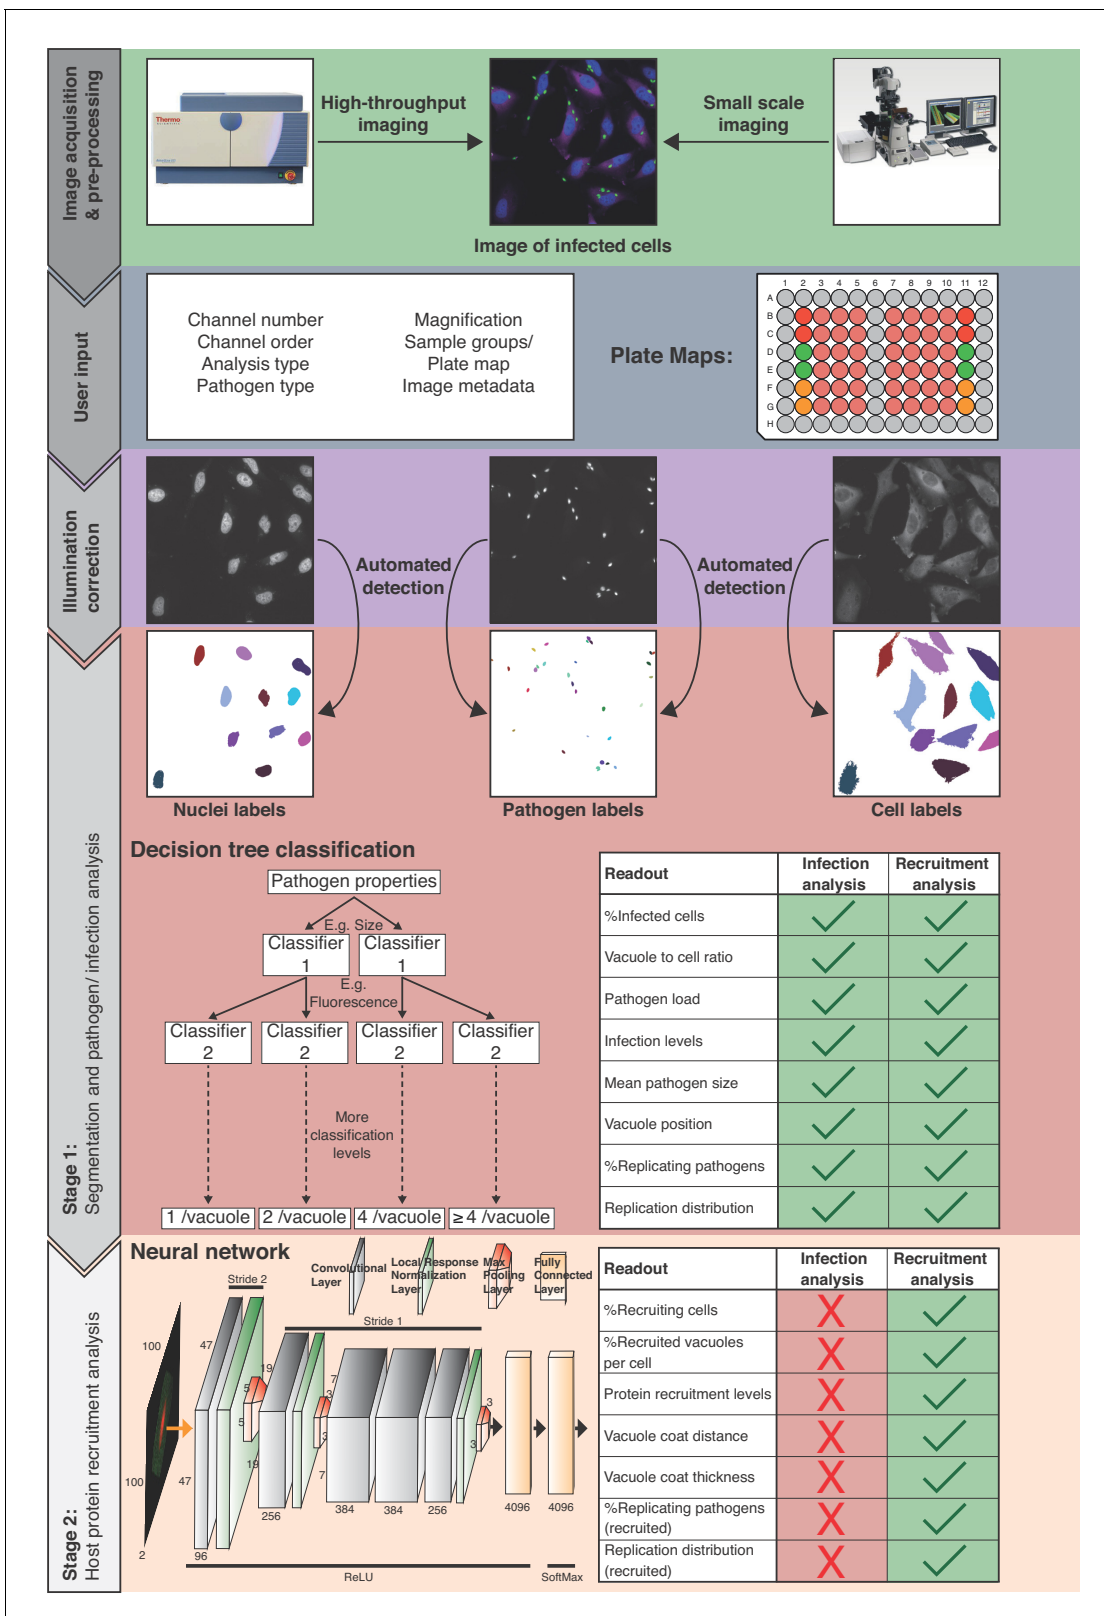 Image acquisition
& pre-processing
Thermo
SCIENTIFIC
High-throughput
imaging
Small scale
imaging
Image of infected cells
User input
Channel number
Channel order
Analysis type
Pathogen type
Magnification
Sample groups/
Plate map
Image metadata
Plate Maps:
1 2 3 4 5 6 7 8 9 10 11 12
A
B
C
D
E
F
G
H
Illumination
correction
Automated
detection
Automated
detection
Nuclei labels
Pathogen labels
Cell labels
Stage 1:
Segmentation and pathogen/ infection analysis
Decision tree classification
Pathogen properties
E.g. Size
Classifier
1
Classifier
1
E.g.
Fluorescence
Classifier
2
Classifier
2
Classifier
2
Classifier
2
More
classification
levels
1 /vacuole
2 /vacuole
4 /vacuole
≥ 4 /vacuole
Readout
Infection
analysis
Recruitment
analysis
%Infected cells
Vacuole to cell ratio
Pathogen load
Infection levels
Mean pathogen size
Vacuole position
%Replicating pathogens
Replication distribution
Stage 2:
Host protein recruitment analysis
Neural network
Convolutional
Layer
Local Response
Normalization
Layer
Max
Pooling
Layer
Fully
Connected
Layer
Stride 2
Stride 1
100
100
2
47
47
96
5
5
19
19
256
3
3
7
7
384
384
256
3
3
4096
4096
ReLU
SoftMax
Readout
Infection
analysis
Recruitment
analysis
%Recruiting cells
X
%Recruited vacuoles
per cell
X
Protein recruitment levels
X
Vacuole coat distance
X
Vacuole coat thickness
X
%Replicating pathogens
(recruited)
X
Replication distribution
(recruited)
X